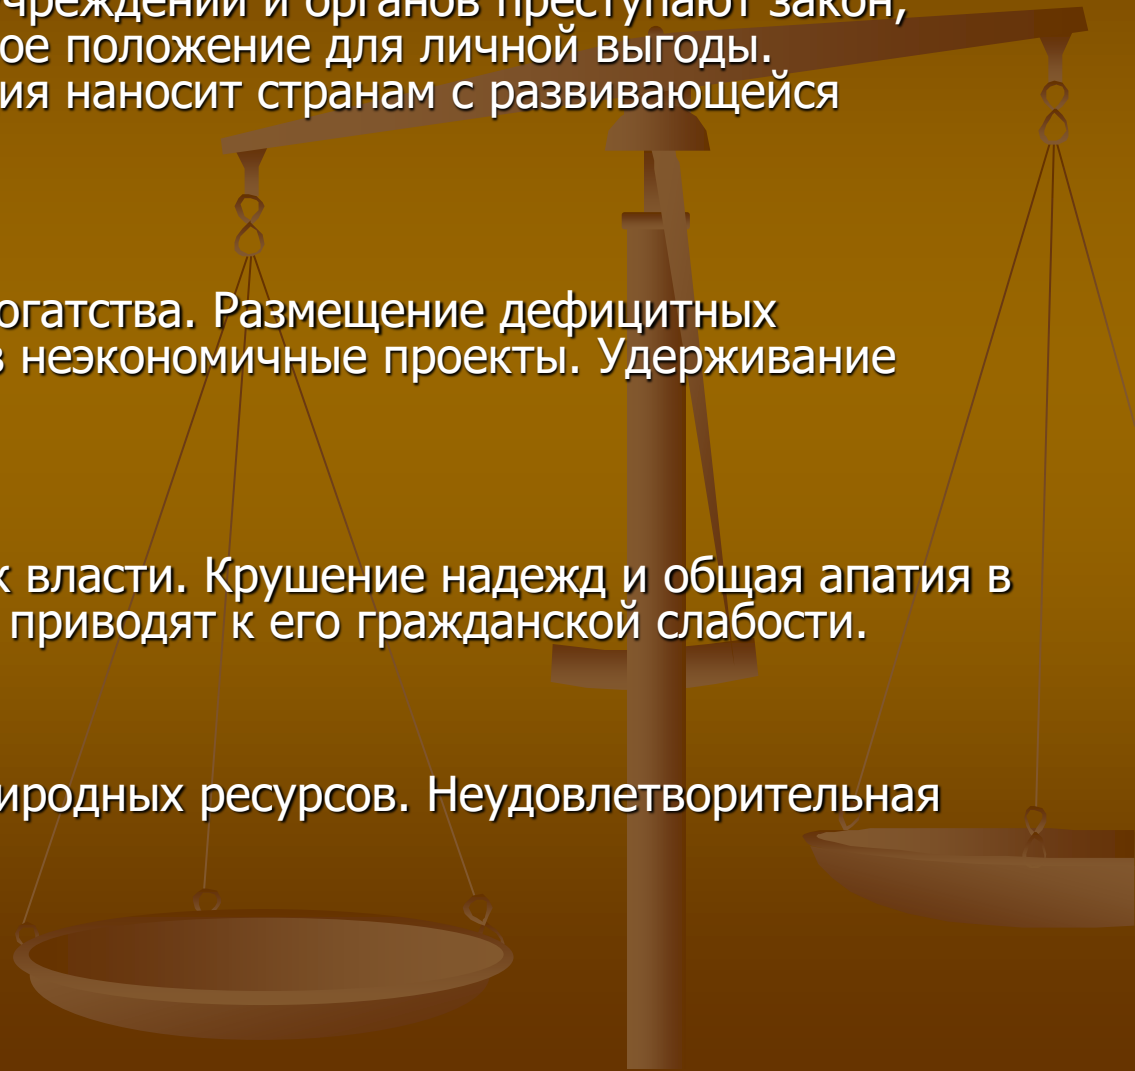 чреждений и органов преступают закон,
ое положение для личной выгоды.
ия наносит странам с развивающейся
огатства. Размещение дефицитных
в неэкономичные проекты. Удерживание
к власти. Крушение надежд и общая апатия в
приводят к его гражданской слабости.
иродных ресурсов. Неудовлетворительная